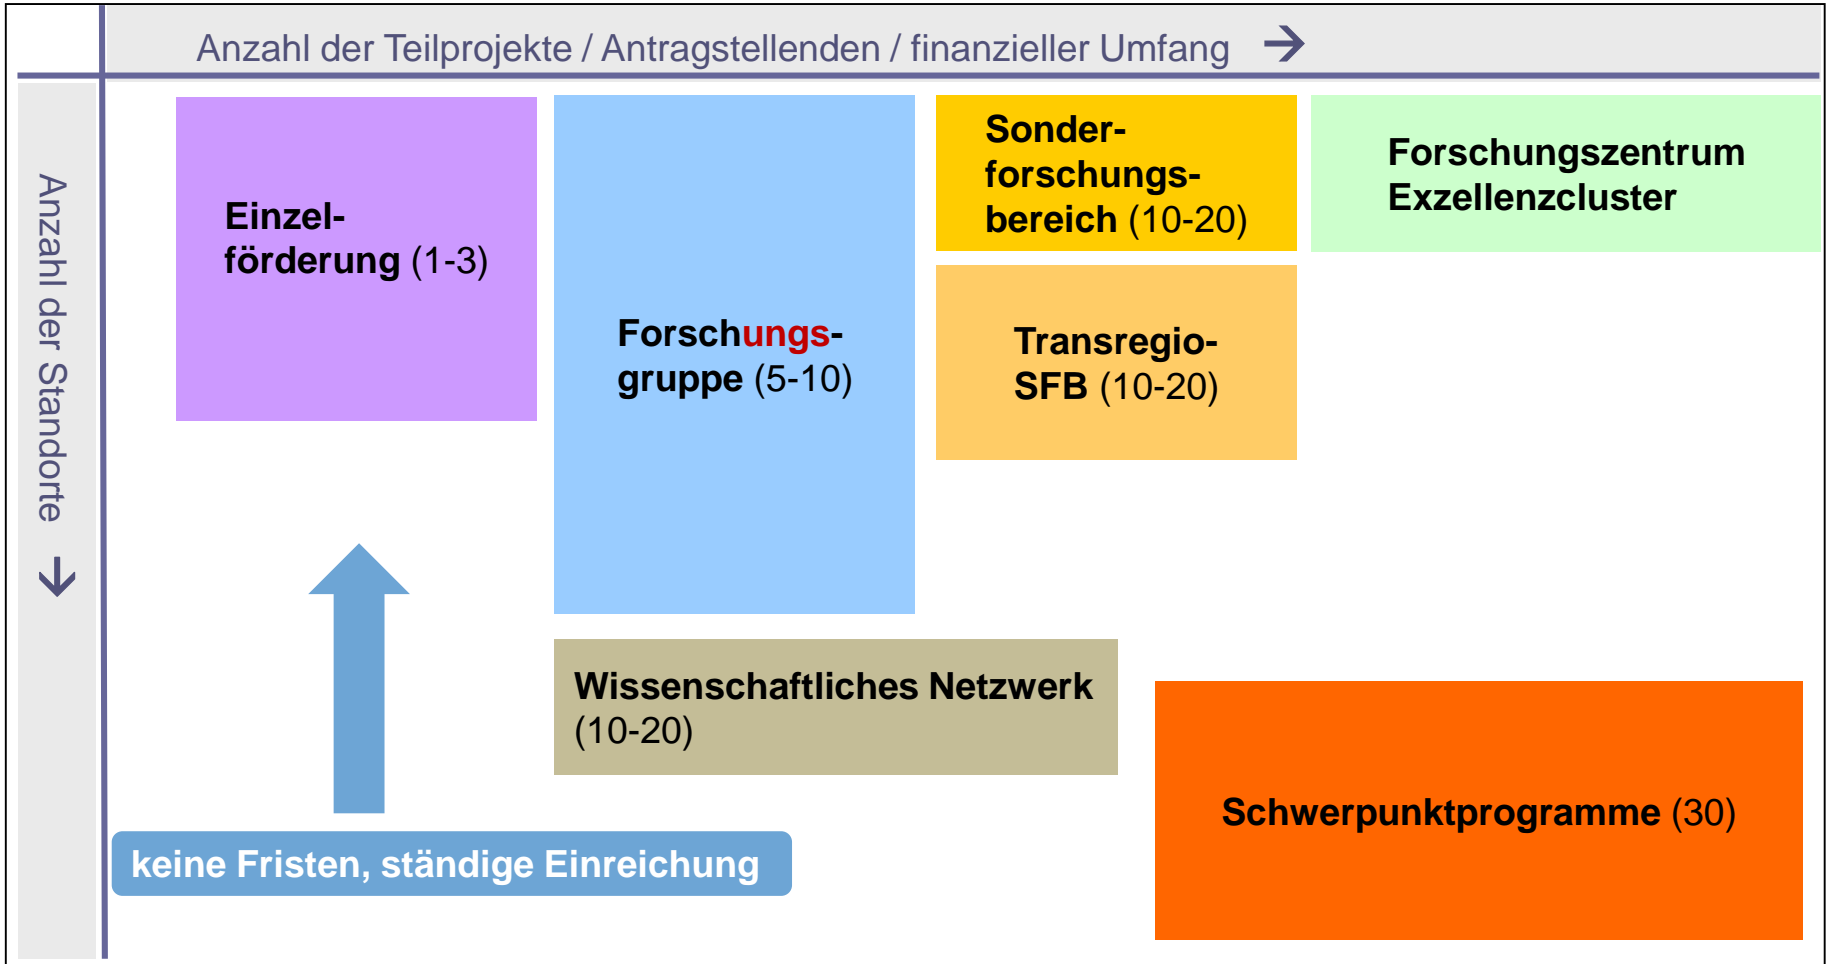 Anzahl der Teilprojekte / Antragstellenden / finanzieller Umfang →
Anzahl der Standorte →
Einzel-
förderung (1-3)
Forschungs-
gruppe (5-10)
Sonder-
forschungs-
bereich (10-20)
Forschungszentrum
Exzellenzcluster
Transregio-
SFB (10-20)
Wissenschaftliches Netzwerk
(10-20)
Schwerpunktprogramme (30)
keine Fristen, ständige Einreichung